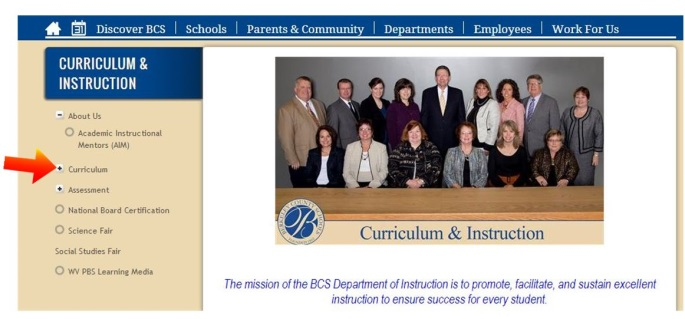 Discover BCS | Schools | Parents & Community | Departments | Employees | Work For Us
CURRICULUM &
INSTRUCTION
About Us
Academic Instructional
Mentors (AIM)
Curriculum
Assessment
National Board Certification
Science Fair
Social Studies Fair
WV PBS Learning Media
Curriculum & Instruction
The mission of the BCS Department of Instruction is to promote, facilitate, and sustain excellent
instruction to ensure success for every student.